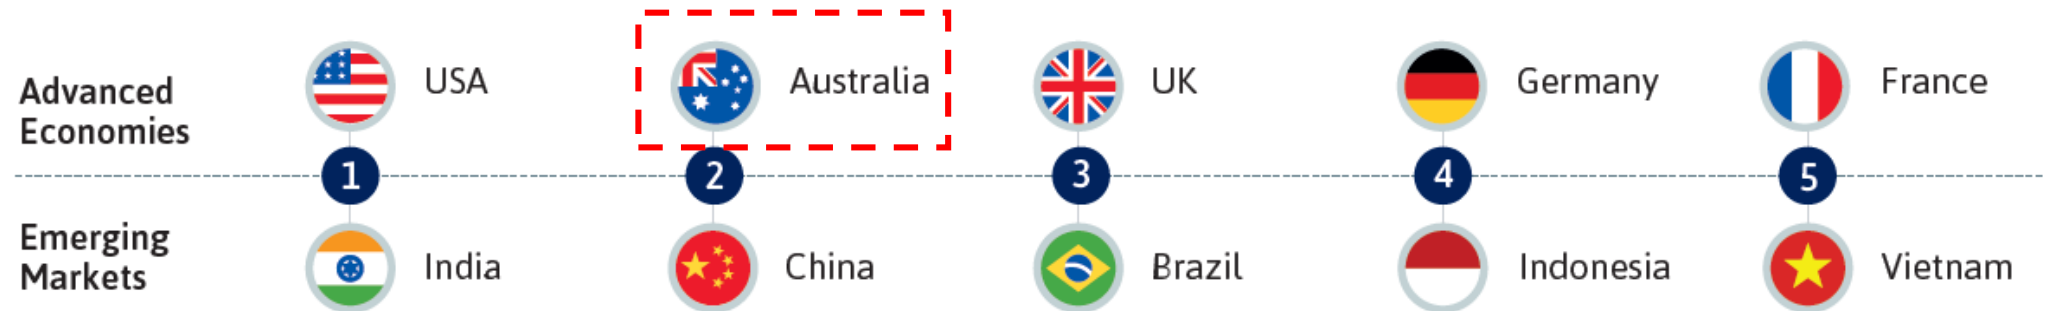 Advanced
Economies
USA
Australia
UK
Germany
France
1
2
3
4
5
Emerging
Markets
India
China
Brazil
Indonesia
Vietnam